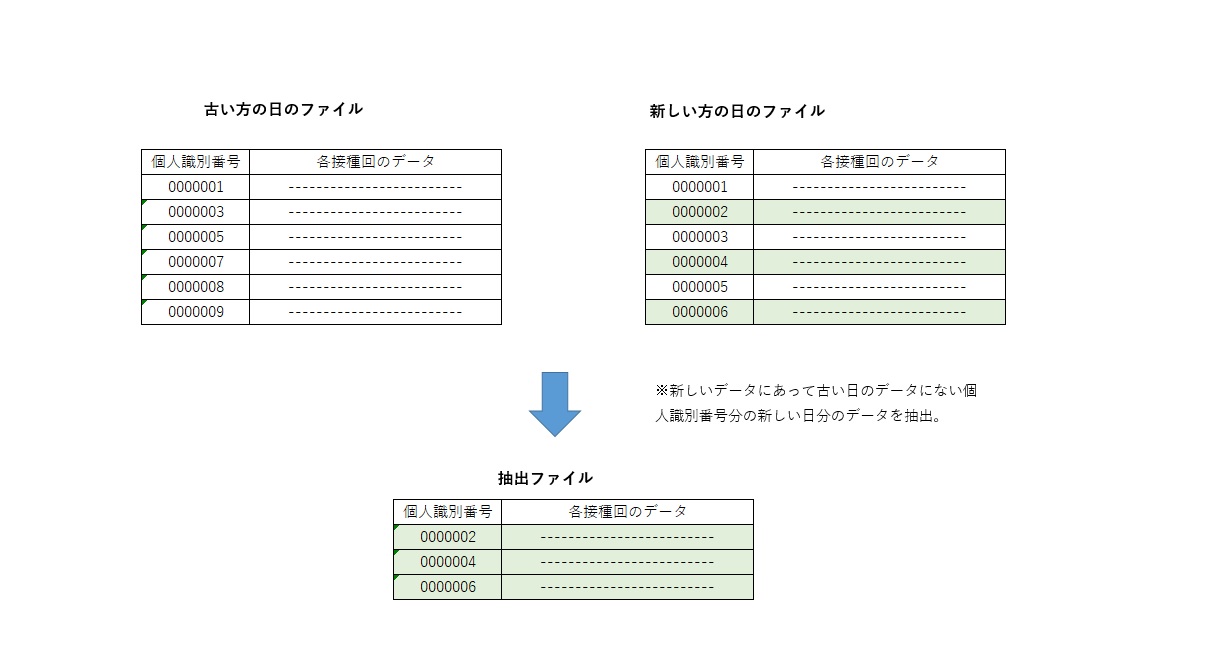 古い方の日のファイル
新しい方の日のファイル
個人識別番号 各接種回のデータ
0000001 -------------------------
0000003 -------------------------
0000005 -------------------------
0000007 -------------------------
0000008 -------------------------
0000009 -------------------------
個人識別番号 各接種回のデータ
0000001 -------------------------
0000002 -------------------------
0000003 -------------------------
0000004 -------------------------
0000005 -------------------------
0000006 -------------------------
※新しいデータにあって古い日のデータにない個
人識別番号分の新しい日分のデータを抽出。
抽出ファイル
個人識別番号 各接種回のデータ
0000002 -------------------------
0000004 -------------------------
0000006 -------------------------